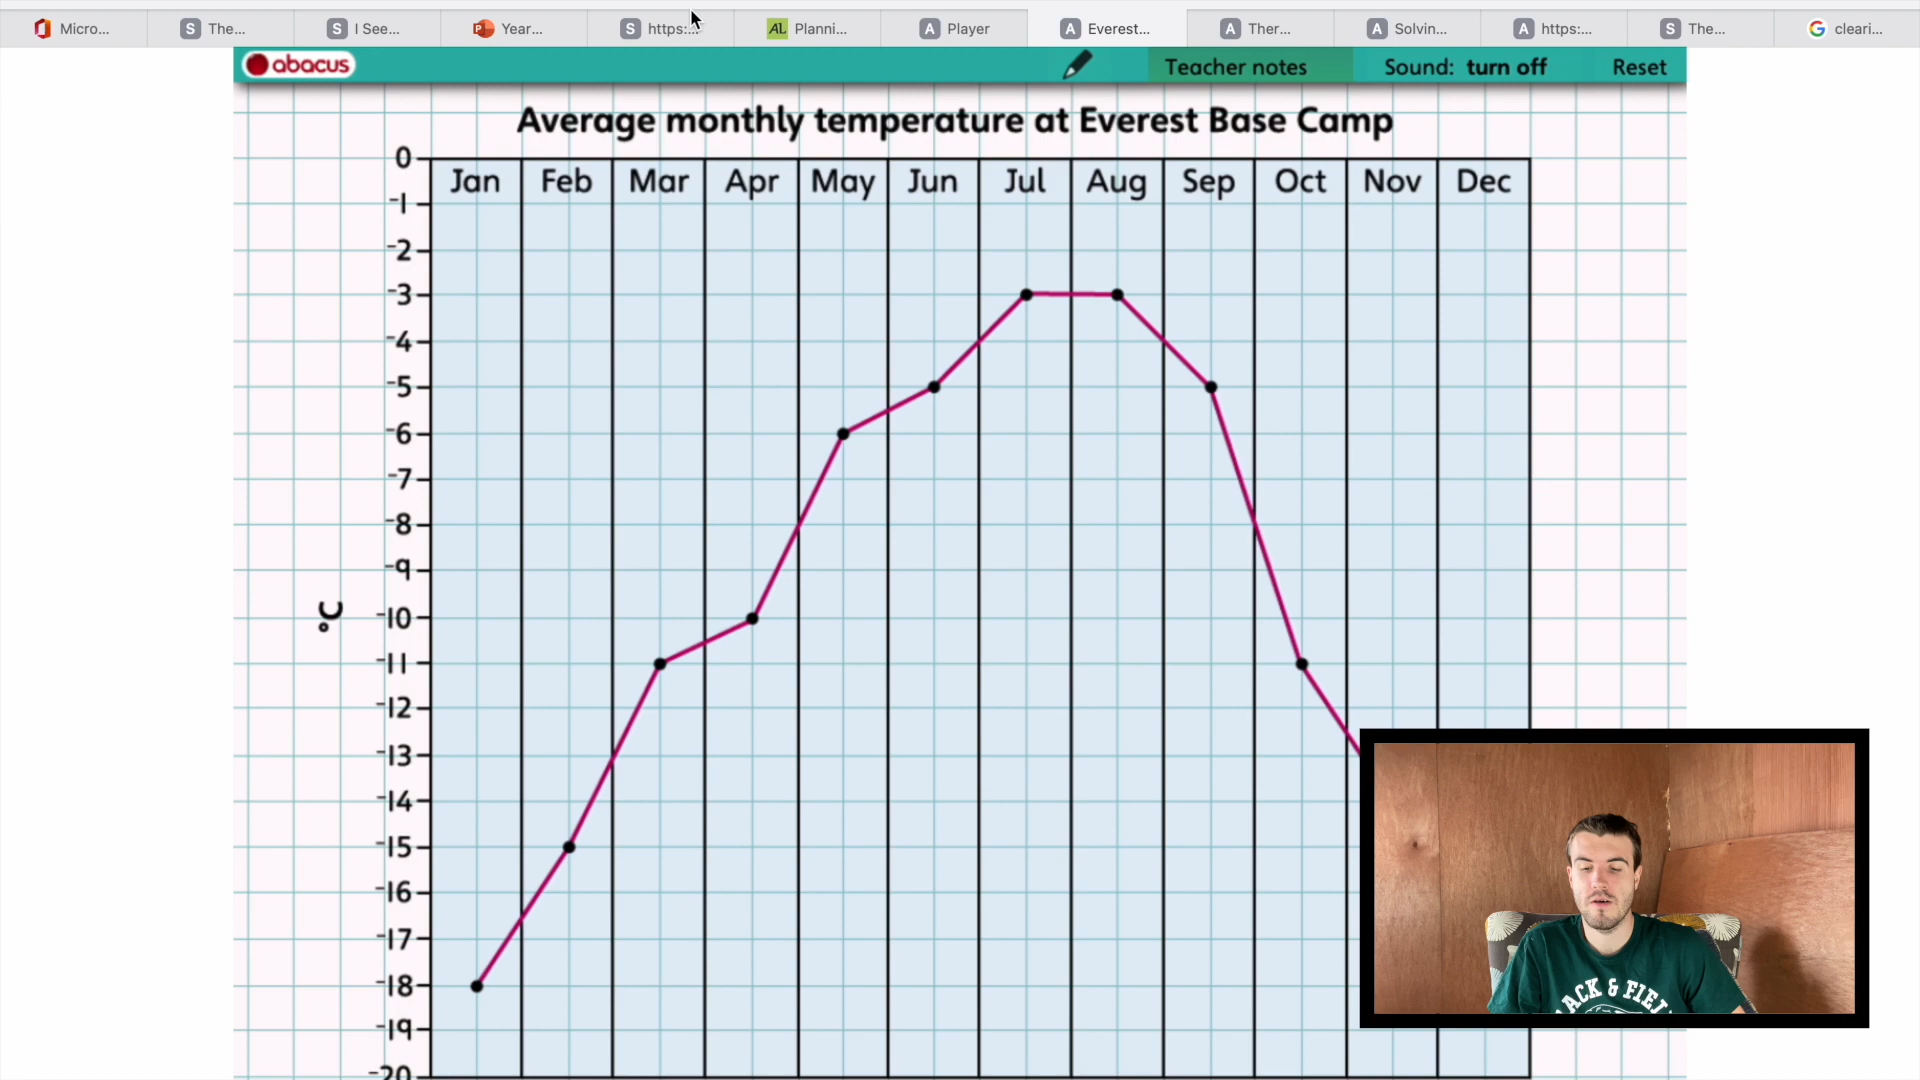 Micro...
The...
I See...
Year...
https:...
Planni...
Player
Everest...
Ther...
Solvin...
https:...
The...
cleari...
abacus
Teacher notes
Sound: turn off
Reset
Average monthly temperature at Everest Base Camp
0
Jan Feb Mar Apr May Jun Jul Aug Sep Oct Nov Dec
-1
-2
-3
-4
-5
-6
-7
-8
-9
°C
-10
-11
-12
-13
-14
-15
-16
-17
-18
-19
-20